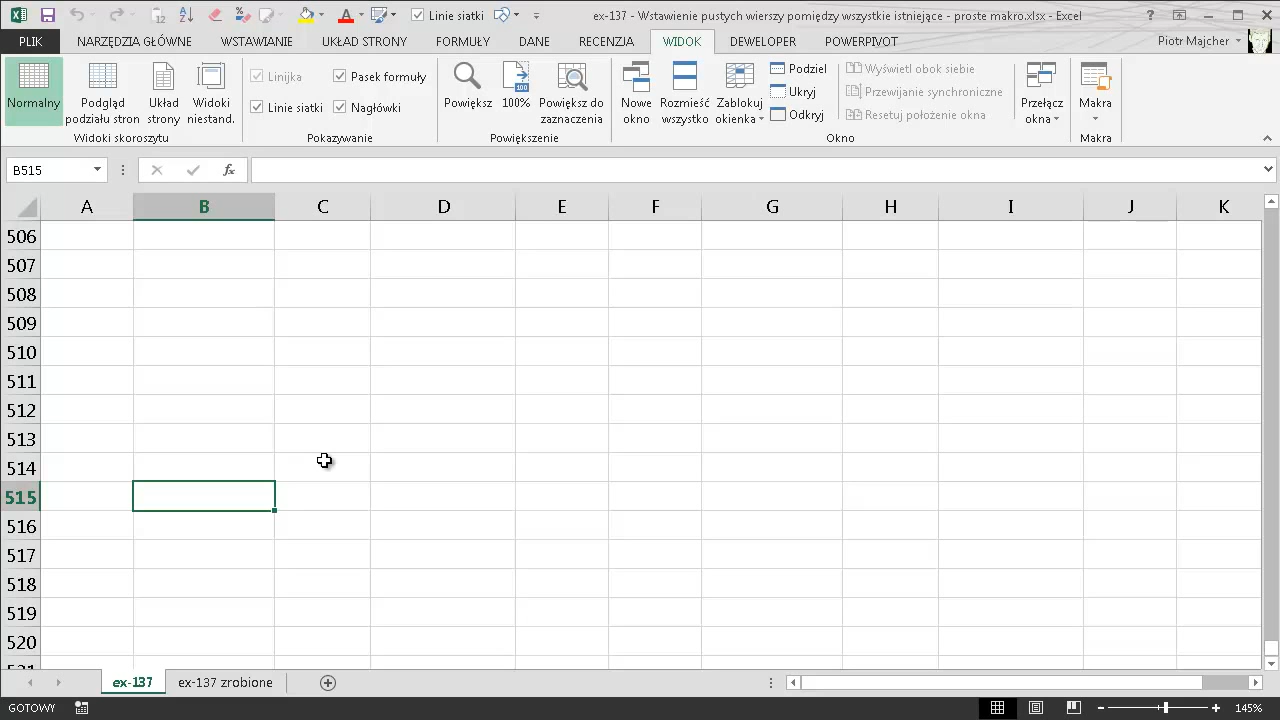 12
ex-137 - Wstawienie pustych wierszy pomiędzy wszystkie istniejące - proste makro.xlsx - Excel
Linie siatki
PLIK NARZĘDZIA GŁÓWNE WSTAWIANIE UKŁAD STRONY FORMUŁY DANE RECENZJA WIDOK DEWELOPER POWERPIVOT Piotr Majcher
Normalny Podgląd podziału stron Układ strony Widoki niestand.
Widoki skoroszytu
Linijka Pasek formuły
Linie siatki Nagłówki
Pokazywanie
Powiększ 100% Powiększ do zaznaczenia
100
Powiększenie
Nowe okno Rozmieść wszystko Zablokuj okienka
Podziel
Ukryj
Odkryj
Wyświetl obok siebie
Przewijanie synchroniczne
Resetuj położenie okna
Przełącz okna
Okno
Makra
Makra
B515 fx
A B C D E F G H I J K
506
507
508
509
510
511
512
513
514
515
516
517
518
519
520
521
ex-137 ex-137 zrobione
GOTOWY 145%